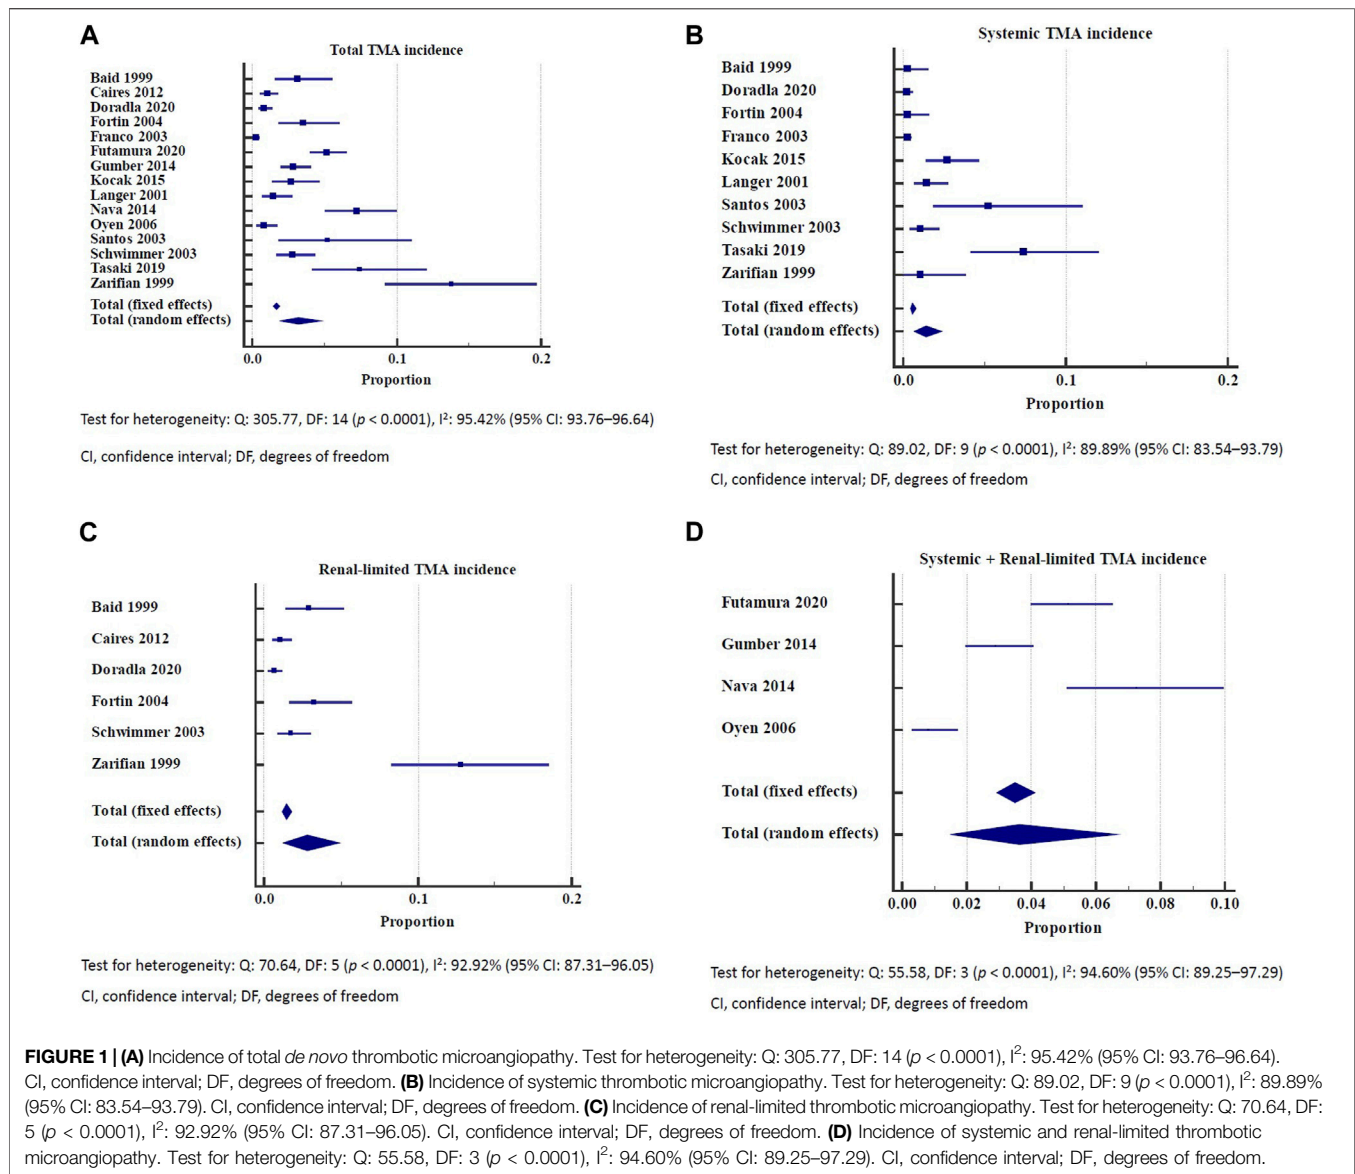 A
Total TMA incidence
Baid 1999
Caires 2012
Doradla 2020
Fortin 2004
Franco 2003
Futamura 2020
Gumber 2014
Kocak 2015
Langer 2001
Nava 2014
Oyen 2006
Santos 2003
Schwimmer 2003
Tasaki 2019
Zarifian 1999
Total (fixed effects)
Total (random effects)
0.0 0.1 0.2
Proportion
Test for heterogeneity: Q: 305.77, DF: 14 (p < 0.0001), I²: 95.42% (95% CI: 93.76–96.64)
CI, confidence interval; DF, degrees of freedom
B
Systemic TMA incidence
Baid 1999
Doradla 2020
Fortin 2004
Franco 2003
Kocak 2015
Langer 2001
Santos 2003
Schwimmer 2003
Tasaki 2019
Zarifian 1999
Total (fixed effects)
Total (random effects)
0.0 0.1 0.2
Proportion
Test for heterogeneity: Q: 89.02, DF: 9 (p < 0.0001), I²: 89.89% (95% CI: 83.54–93.79)
CI, confidence interval; DF, degrees of freedom
C
Renal-limited TMA incidence
Baid 1999
Caires 2012
Doradla 2020
Fortin 2004
Schwimmer 2003
Zarifian 1999
Total (fixed effects)
Total (random effects)
0.0 0.1 0.2
Proportion
Test for heterogeneity: Q: 70.64, DF: 5 (p < 0.0001), I²: 92.92% (95% CI: 87.31–96.05)
CI, confidence interval; DF, degrees of freedom
D
Systemic + Renal-limited TMA incidence
Futamura 2020
Gumber 2014
Nava 2014
Oyen 2006
Total (fixed effects)
Total (random effects)
0.00 0.02 0.04 0.06 0.08 0.10
Proportion
Test for heterogeneity: Q: 55.58, DF: 3 (p < 0.0001), I²: 94.60% (95% CI: 89.25–97.29)
CI, confidence interval; DF, degrees of freedom
FIGURE 1 | (A) Incidence of total de novo thrombotic microangiopathy. Test for heterogeneity: Q: 305.77, DF: 14 (p < 0.0001), I²: 95.42% (95% CI: 93.76–96.64).
CI, confidence interval; DF, degrees of freedom. (B) Incidence of systemic thrombotic microangiopathy. Test for heterogeneity: Q: 89.02, DF: 9 (p < 0.0001), I²: 89.89%
(95% CI: 83.54–93.79). CI, confidence interval; DF, degrees of freedom. (C) Incidence of renal-limited thrombotic microangiopathy. Test for heterogeneity: Q: 70.64, DF:
5 (p < 0.0001), I²: 92.92% (95% CI: 87.31–96.05). CI, confidence interval; DF, degrees of freedom. (D) Incidence of systemic and renal-limited thrombotic
microangiopathy. Test for heterogeneity: Q: 55.58, DF: 3 (p < 0.0001), I²: 94.60% (95% CI: 89.25–97.29). CI, confidence interval; DF, degrees of freedom.